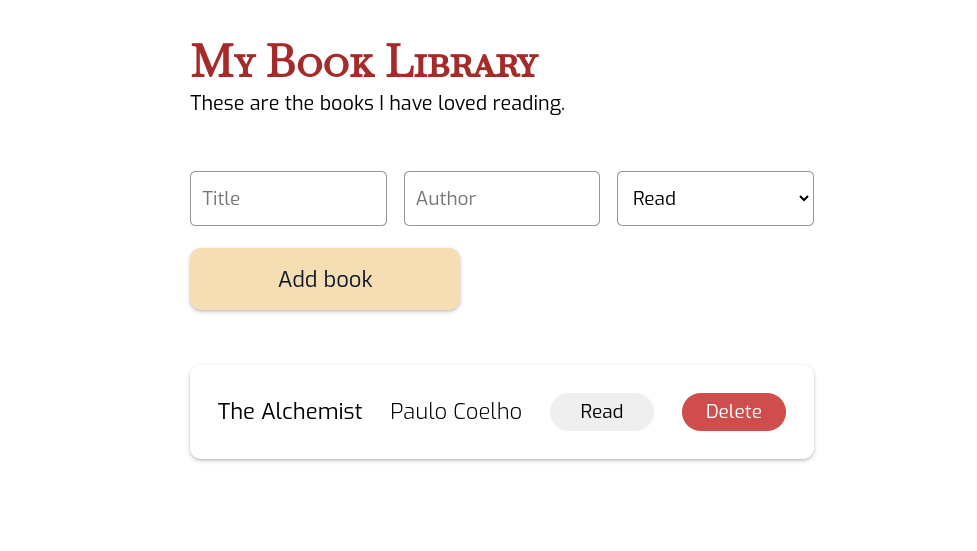 My Book Library
These are the books I have loved reading.
Title Author Read
Add book
The Alchemist Paulo Coelho Read Delete